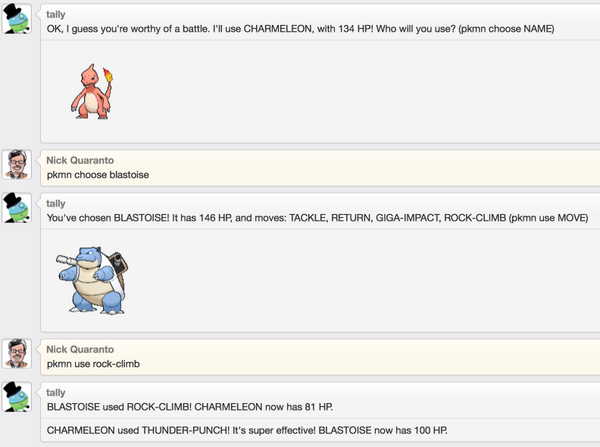 tally
OK, I guess you're worthy of a battle. I'll use CHARMELEON, with 134 HP! Who will you use? (pkmn choose NAME)
Nick Quaranto
pkmn choose blastoise
tally
You've chosen BLASTOISE! It has 146 HP, and moves: TACKLE, RETURN, GIGA-IMPACT, ROCK-CLIMB (pkmn use MOVE)
Nick Quaranto
pkmn use rock-climb
tally
BLASTOISE used ROCK-CLIMB! CHARMELEON now has 81 HP.
CHARMELEON used THUNDER-PUNCH! It's super effective! BLASTOISE now has 100 HP.